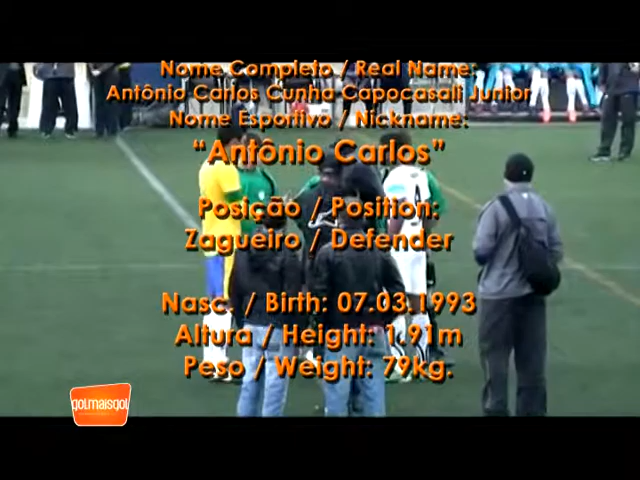 Nome Completo / Real Name:
Antônio Carlos Cunha Capocasali Junior
Nome Esportivo / Nickname:
"Antônio Carlos"
Posição / Position:
Zagueiro / Defender
Nasc. / Birth: 07.03.1993
Altura / Height: 1.91m
Peso / Weight: 79kg.
golmaisgol